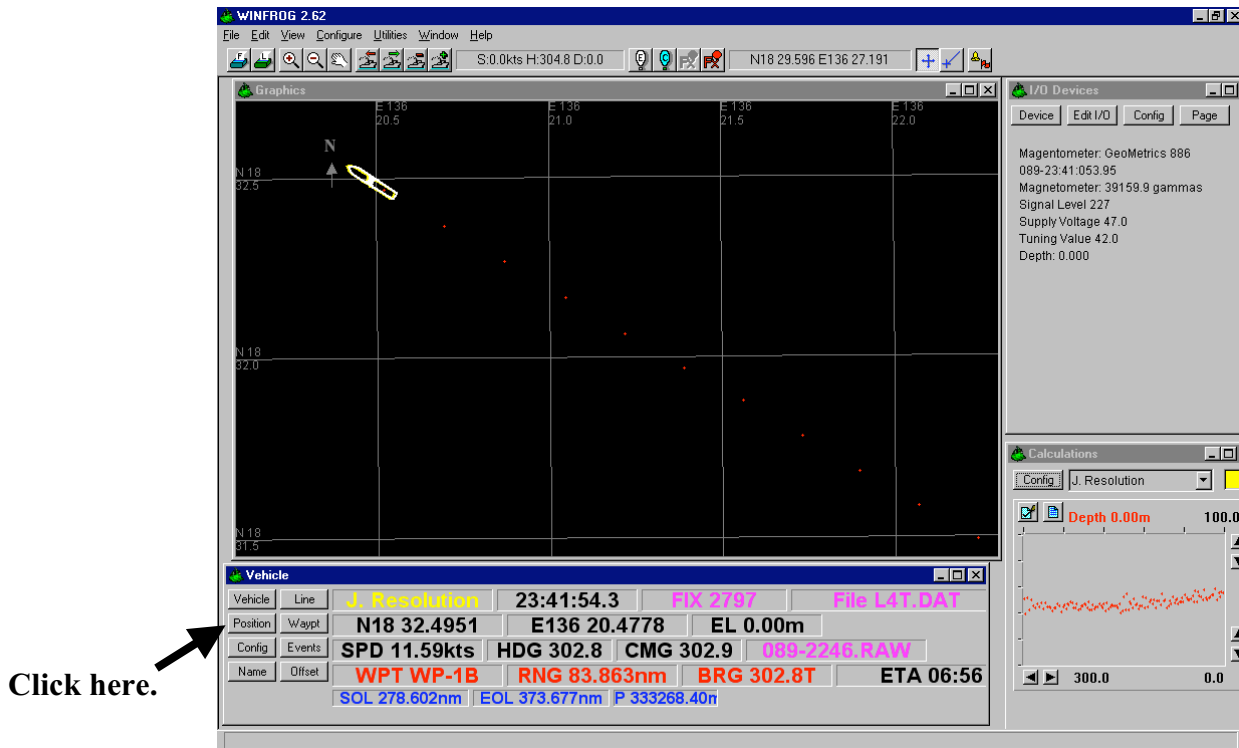 WINFROG 2.62
File Edit View Configure Utilities Window Help
S:0.0kts H:304.8 D:0.0
N18 29.596 E136 27.191
Graphics
E 136 E 136 E 136 E 136
20.5 21.0 21.5 22.0
N
N 18
32.5
N 18
32.0
N 18
31.5
I/O Devices
Device Edit I/O Config Page
Magentometer: GeoMetrics 886
089-23:41:053.95
Magnetometer: 39159.9 gammas
Signal Level 227
Supply Voltage 47.0
Tuning Value 42.0
Depth: 0.000
Calculations
Config J. Resolution
Depth 0.00m 100.0
300.0 0.0
Vehicle
Vehicle Line J. Resolution 23:41:54.3 FIX 2797 File L4T.DAT
Position Waypt N18 32.4951 E136 20.4778 EL 0.00m
Config Events SPD 11.59kts HDG 302.8 CMG 302.9 089-2246.RAW
Name Offset WPT WP-1B RNG 83.863nm BRG 302.8T ETA 06:56
SOL 278.602nm EOL 373.677nm P 333268.40
Click here.